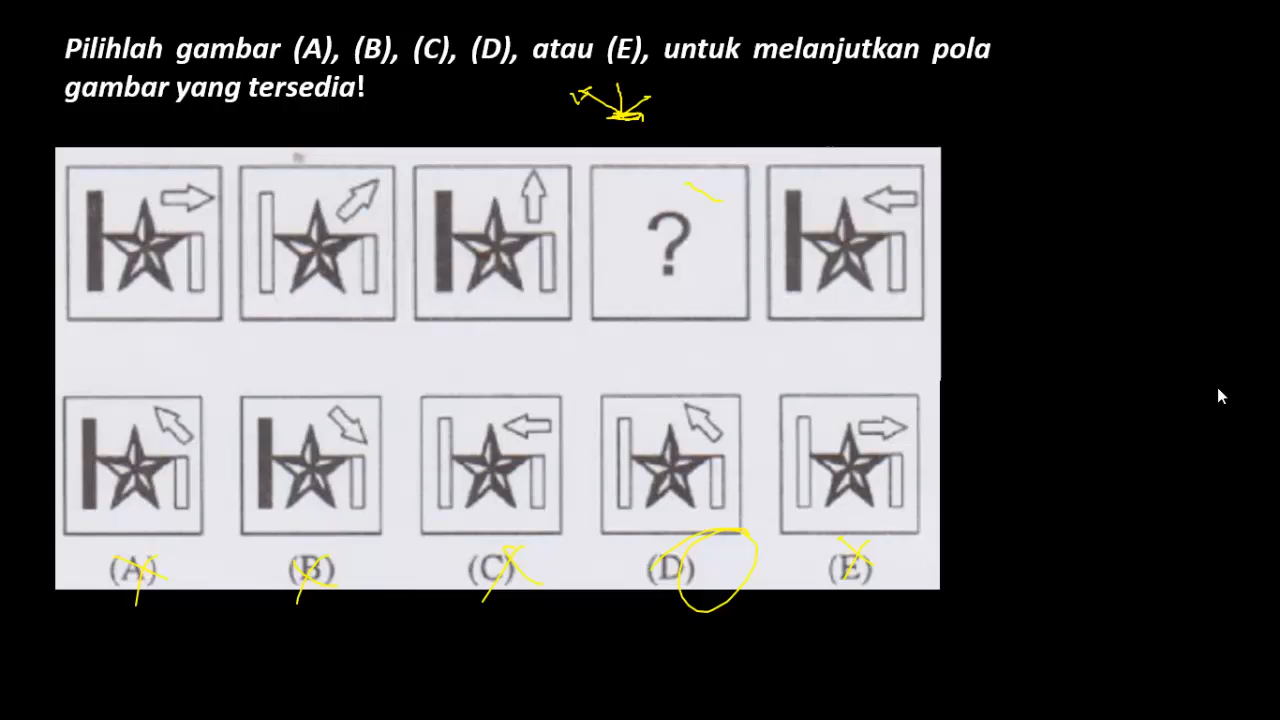 Pilihlah gambar (A), (B), (C), (D), atau (E), untuk melanjutkan pola
gambar yang tersedia!
?
(A) (B) (C) (D) (E)